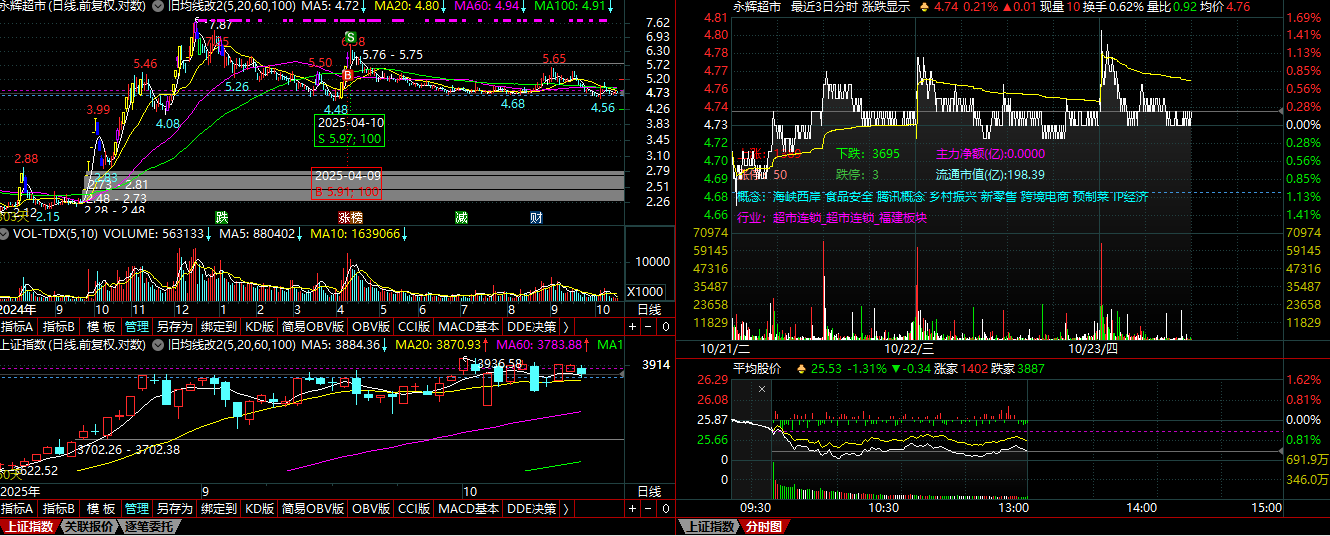 永辉超市(日线.前复权.对数) 旧均线改2(5,20,60,100) MA5: 4.72↓ MA20: 4.80↓ MA60: 4.94↓ MA100: 4.91↓
7.62
6.93
6.30
5.72
5.20
4.73
4.26
3.83
3.45
3.10
2.79
2.51
2.26
7.87
5.46
5.50
5.76 - 5.75
5.65
5.26
3.99
4.08
4.48
4.68
4.56
2.88
S
B
2025-04-10
S 5.97; 100
2025-04-09
B 5.91; 100
2.73 - 2.81
2.48 - 2.73
2.28 - 2.48
2.12
2.15
跌
涨榜
减
财
VOL-TDX(5,10) VOLUME: 563133↓ MA5: 880402↓ MA10: 1639066↓
10000
X1000
2024年 9 10 11 12 1 2 3 4 5 6 7 8 9 10 日线
指标A 指标B 模 板 管理 另存为 绑定到 KD版 简易OBV版 OBV版 CCI版 MACD基本 DDE决策 〉 + − 0
上证指数(日线.前复权.对数) 旧均线改2(5,20,60,100) MA5: 3884.36↓ MA20: 3870.93↑ MA60: 3783.88↑ MA1
3936.58
3914
3702.26 - 3702.38
3622.52
2025年 9 10 日线
指标A 指标B 模 板 管理 另存为 绑定到 KD版 简易OBV版 OBV版 CCI版 MACD基本 DDE决策 〉 + − 0
上证指数 关联报价 逐笔委托
永辉超市 最近3日分时 涨跌显示 4.74 0.21% ▲0.01 现量 10 换手 0.62% 量比 0.92 均价 4.76
4.81 1.69%
4.80 1.41%
4.78 1.13%
4.77 0.85%
4.76 0.56%
4.74 0.28%
4.73 0.00%
4.72 0.28%
4.70 0.56%
4.69 0.85%
4.68 1.13%
4.66 1.41%
下跌: 3695 主力净额(亿):0.0000
涨停: 50 跌停: 3 流通市值(亿):198.39
概念: 海峡西岸 食品安全 腾讯概念 乡村振兴 新零售 跨境电商 预制菜 IP经济
行业: 超市连锁 超市连锁 福建板块
70974 70974
59145 59145
47316 47316
35487 35487
23658 23658
11829 11829
10/21/二 10/22/三 10/23/四
平均股价 25.53 -1.31% ▼-0.34 涨家 1402 跌家 3887
26.29 1.62%
26.08 0.81%
25.87 0.00%
25.66 0.81%
0 691.9万
0 346.0万
09:30 10:30 13:00 14:00 15:00
上证指数 分时图